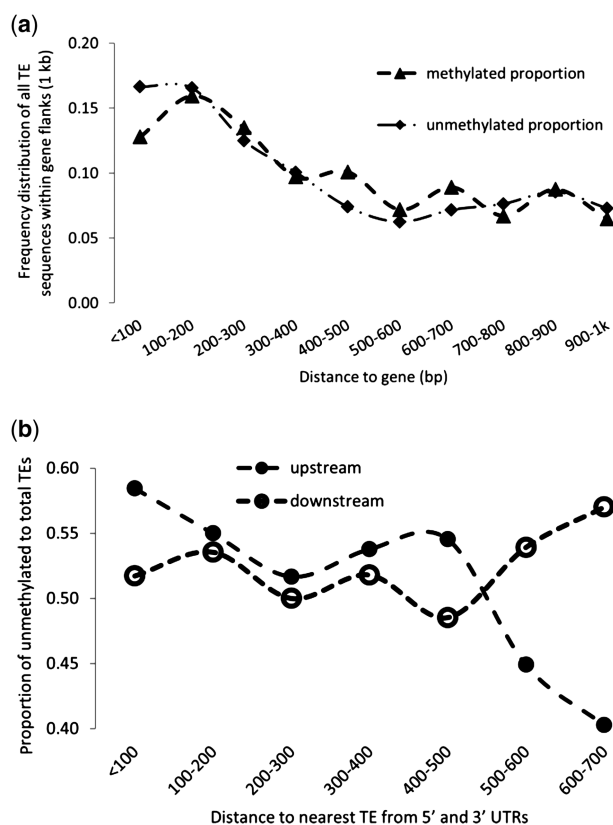 (a)
Frequency distribution of all TE
sequences within gene flanks (1 kb)
0.20
0.15
0.10
0.05
0.00
methylated proportion
unmethylated proportion
<100
100-200
200-300
300-400
400-500
500-600
600-700
700-800
800-900
900-1k
Distance to gene (bp)
(b)
Proportion of unmethylated to total TEs
0.60
0.55
0.50
0.45
0.40
upstream
downstream
<100
100-200
200-300
300-400
400-500
500-600
600-700
Distance to nearest TE from 5’ and 3’ UTRs